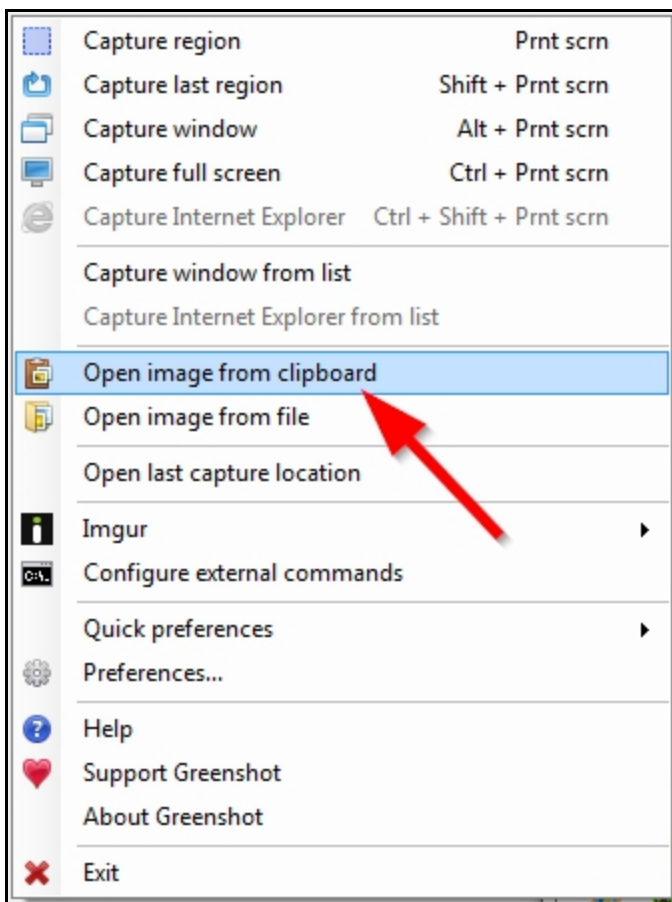 Capture region Prnt scrn
Capture last region Shift + Prnt scrn
Capture window Alt + Prnt scrn
Capture full screen Ctrl + Prnt scrn
Capture Internet Explorer Ctrl + Shift + Prnt scrn
Capture window from list
Capture Internet Explorer from list
Open image from clipboard
Open image from file
Open last capture location
Imgur
C:\. Configure external commands
Quick preferences
Preferences...
Help
Support Greenshot
About Greenshot
Exit